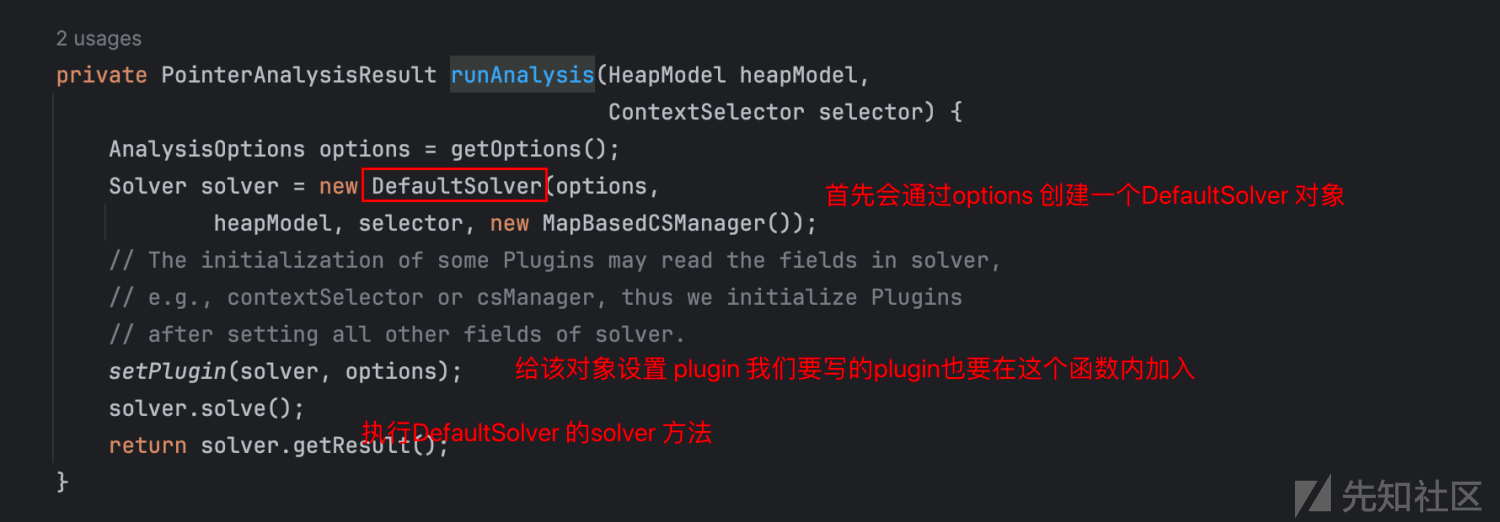 2 usages
private PointerAnalysisResult runAnalysis(HeapModel heapModel,
ContextSelector selector) {
AnalysisOptions options = getOptions();
Solver solver = new DefaultSolver(options,
首先会通过options 创建一个DefaultSolver 对象
heapModel, selector, new MapBasedCSManager());
// The initialization of some Plugins may read the fields in solver,
// e.g., contextSelector or csManager, thus we initialize Plugins
// after setting all other fields of solver.
setPlugin(solver, options);
给该对象设置 plugin 我们要写的plugin也要在这个函数内加入
solver.solve();
执行DefaultSolver 的solver 方法
return solver.getResult();
}
先知社区